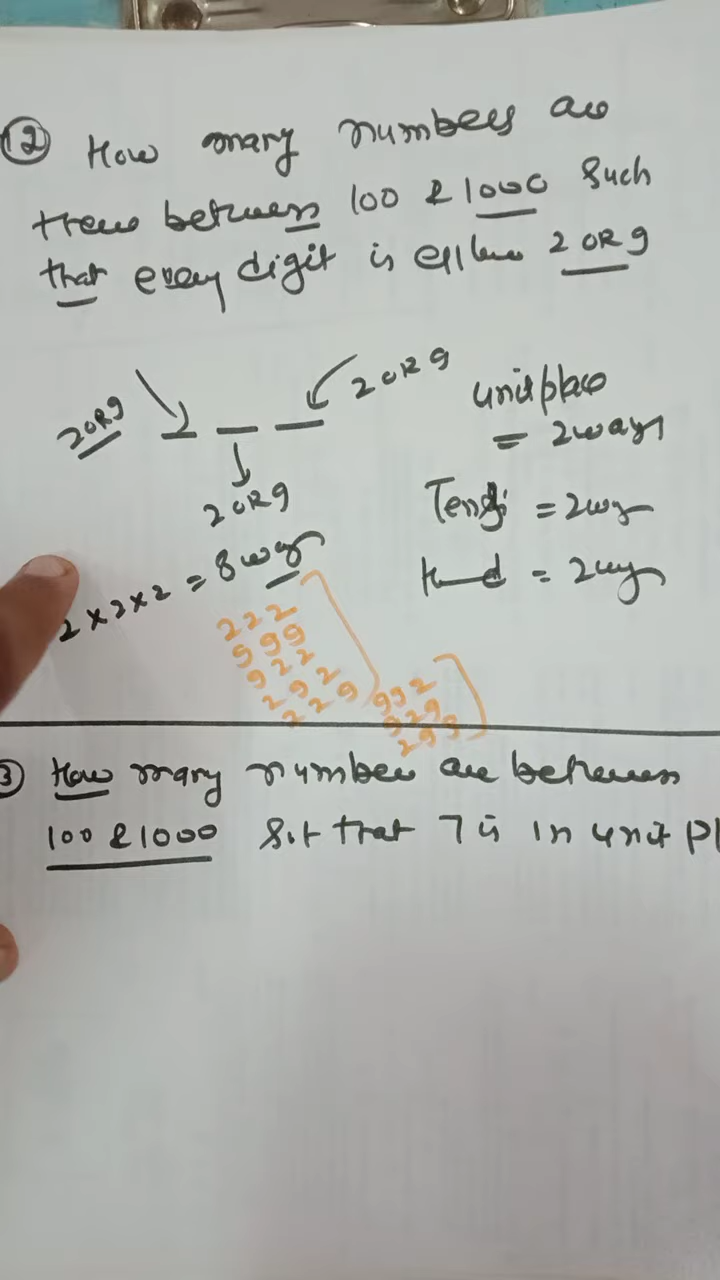 12 How many numbers are
there between 100 & 1000 such
that every digit is either 2 OR 9
2 OR 9
2 OR 9
2 OR 9
unit place
= 2 ways
Tens = 2 ways
= 2 ways
2 × 2 × 2 = 8 ways
222
999
922
292
229
992
929
299
3 How many number are between
100 & 1000 s.t that 7 is in unit pl